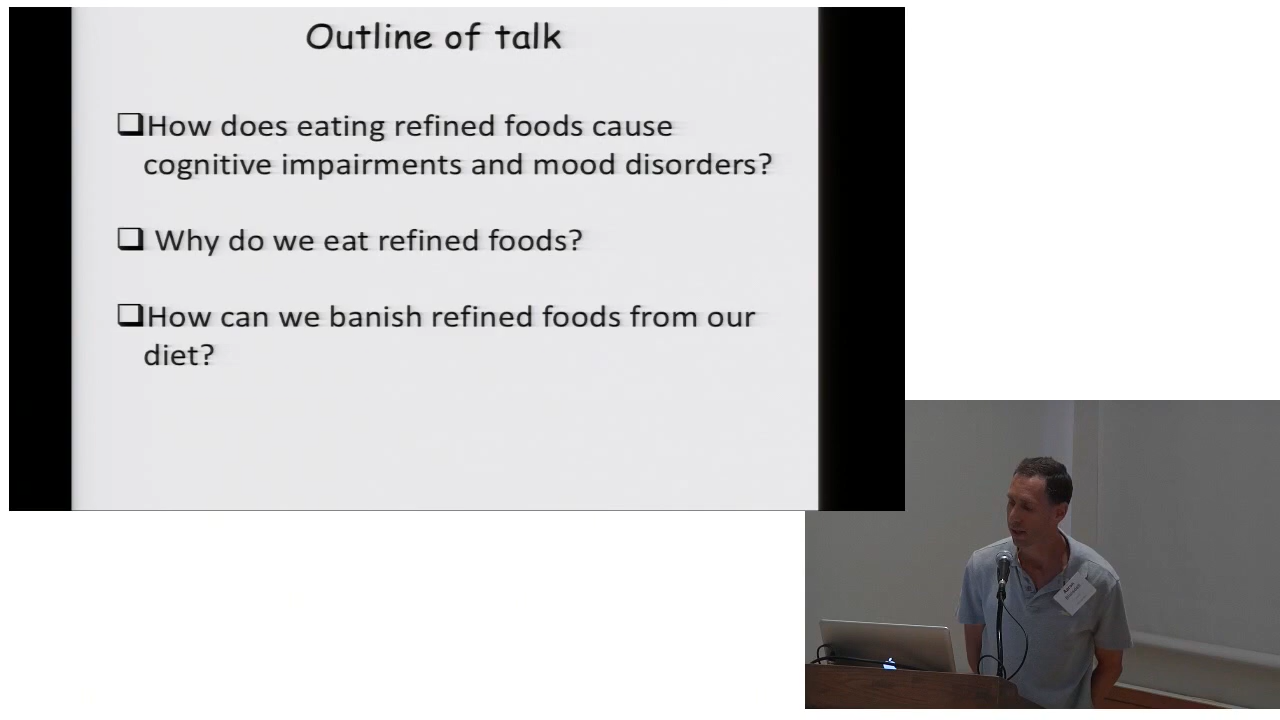 Outline of talk
❑How does eating refined foods cause
cognitive impairments and mood disorders?
❑ Why do we eat refined foods?
❑How can we banish refined foods from our
diet?
Aaron